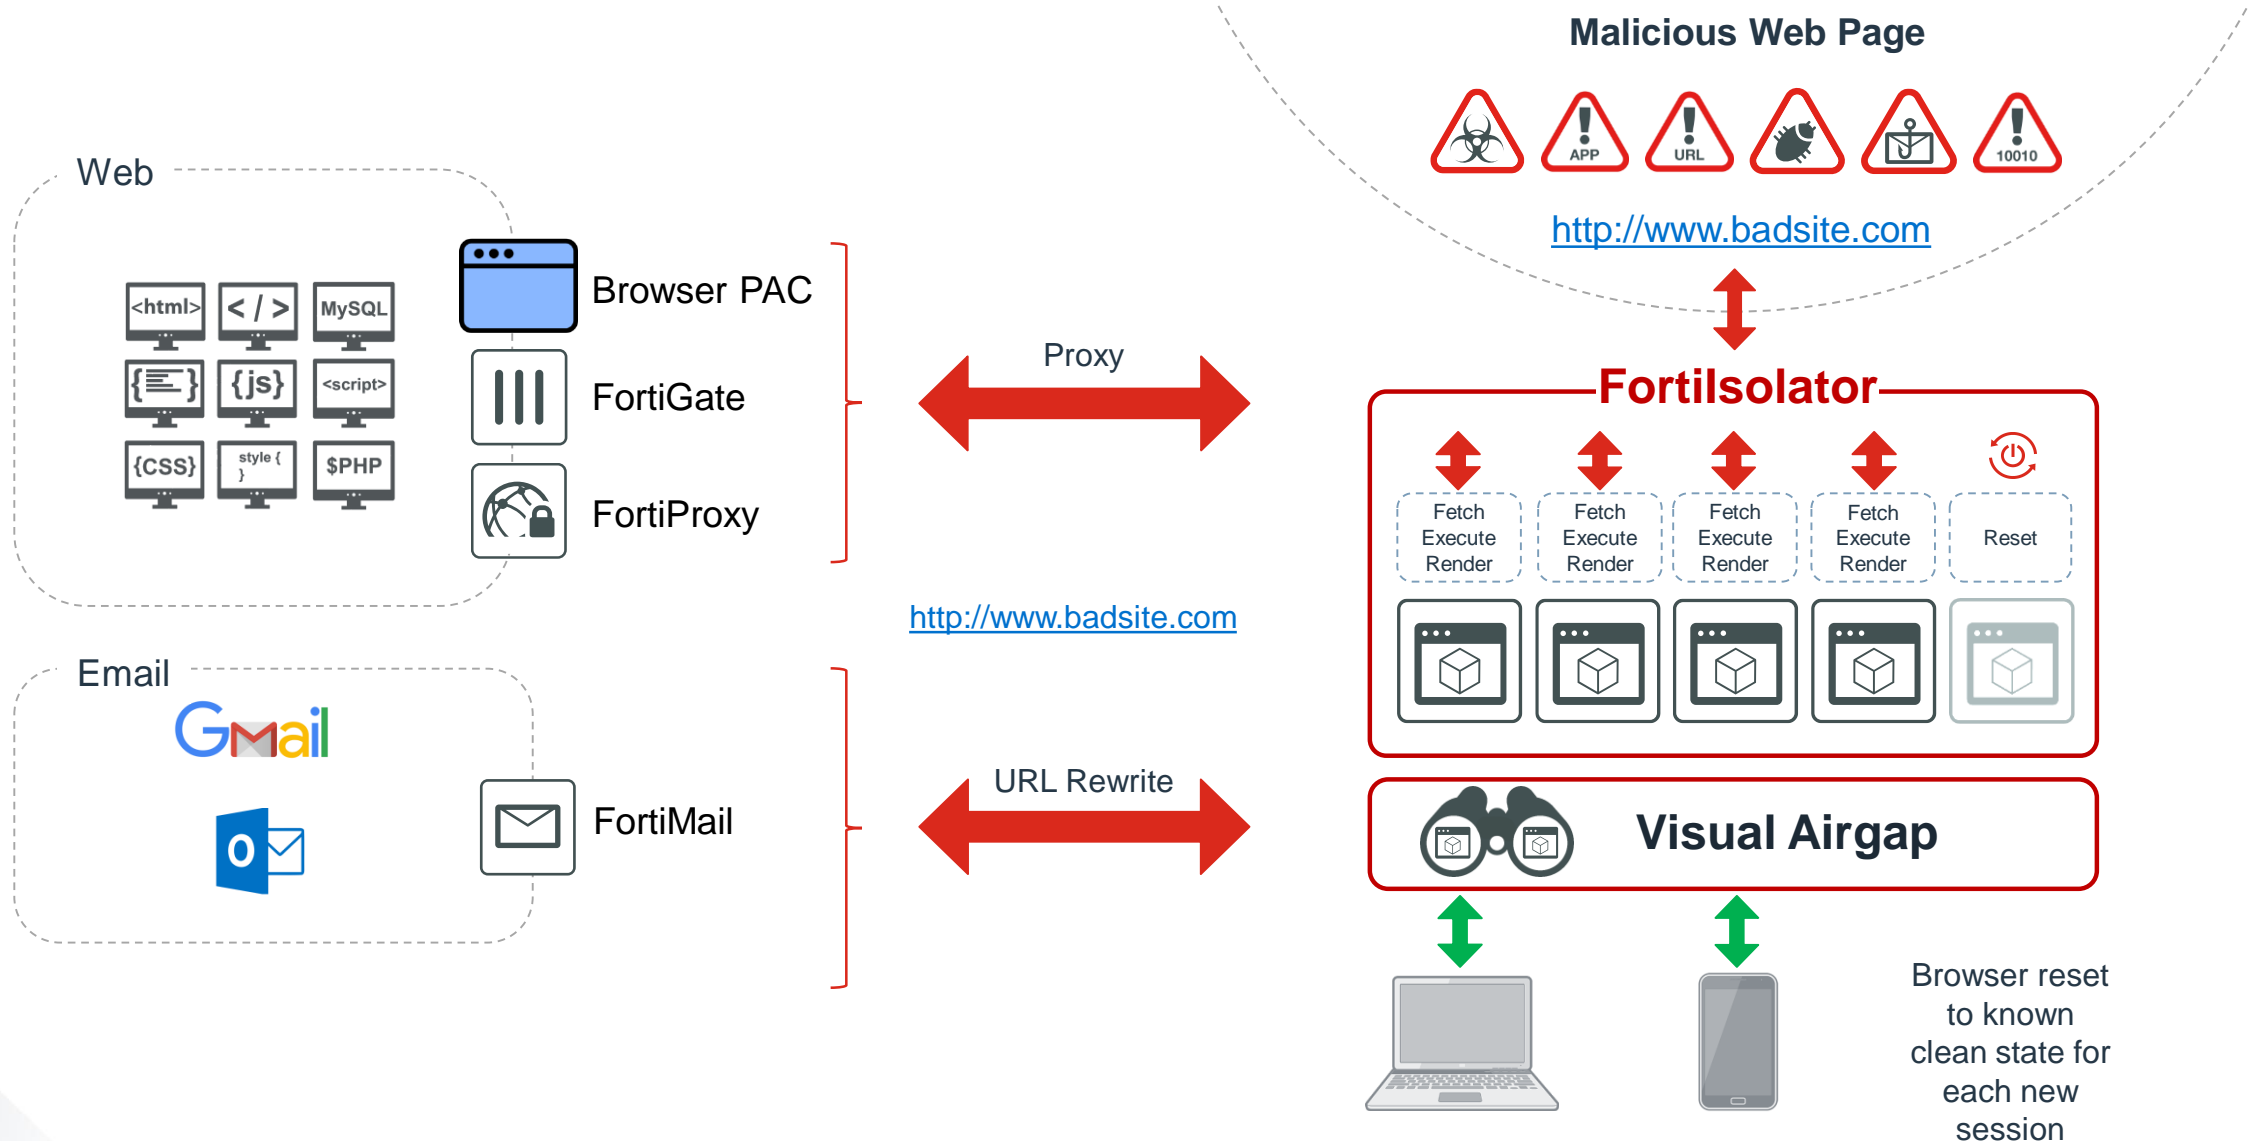 Malicious Web Page
APP
URL
10010
http://www.badsite.com
Web
<html>
</>
MySQL
{ }
{js}
<script>
{CSS}
style {
}
$PHP
Browser PAC
FortiGate
FortiProxy
Proxy
http://www.badsite.com
Email
Gmail
O
FortiMail
URL Rewrite
FortiIsolator
Fetch
Execute
Render
Fetch
Execute
Render
Fetch
Execute
Render
Fetch
Execute
Render
Reset
Visual Airgap
Browser reset
to known
clean state for
each new
session